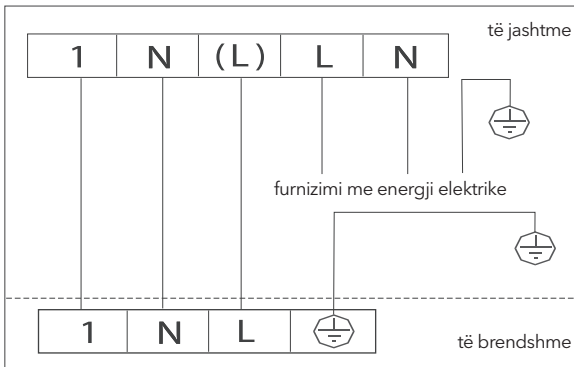 të jashtme
1 N (L) L N
furnizimi me energji elektrike
1 N L
të brendshme